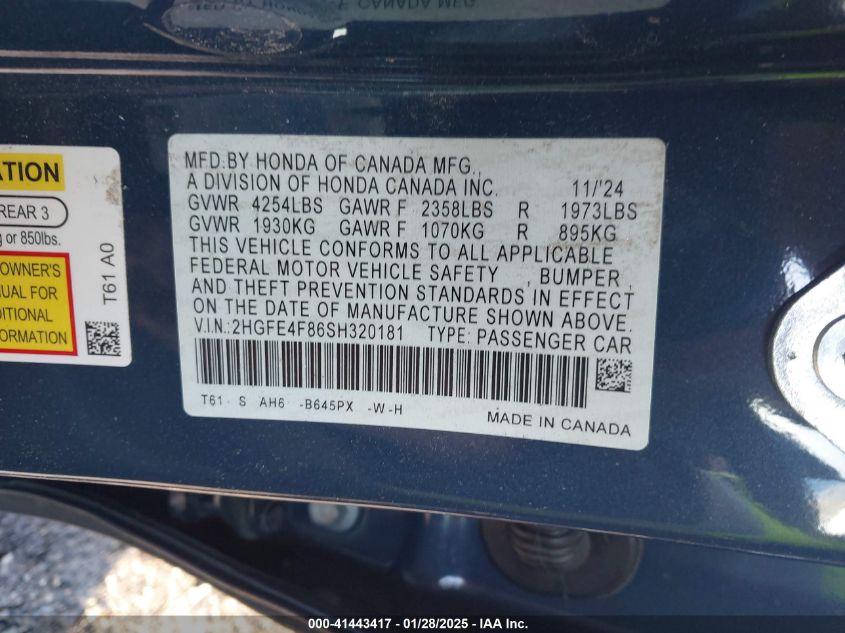 ATION
REAR 3
g or 850lbs.
OWNER'S
UAL FOR
DITIONAL
FORMATION
T61 A0
MFD.BY HONDA OF CANADA MFG.,
A DIVISION OF HONDA CANADA INC. 11/'24
GVWR 4254LBS GAWR F 2358LBS R 1973LBS
GVWR 1930KG GAWR F 1070KG R 895KG
THIS VEHICLE CONFORMS TO ALL APPLICABLE
FEDERAL MOTOR VEHICLE SAFETY , BUMPER ,
AND THEFT PREVENTION STANDARDS IN EFFECT
ON THE DATE OF MANUFACTURE SHOWN ABOVE.
V.I.N.:2HGFE4F86SH320181 TYPE: PASSENGER CAR
T61 S AH6 -B645PX -W-H
MADE IN CANADA
000-41443417 | 01/28/2025 - IAA Inc.